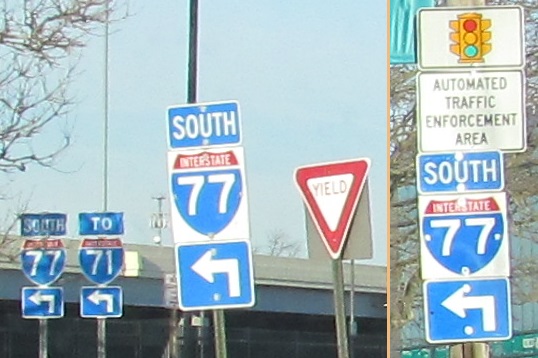 SOUTH
INTERSTATE
77
TO
71
SOUTH
INTERSTATE
77
YIELD
AUTOMATED
TRAFFIC
ENFORCEMENT
AREA
SOUTH
INTERSTATE
77